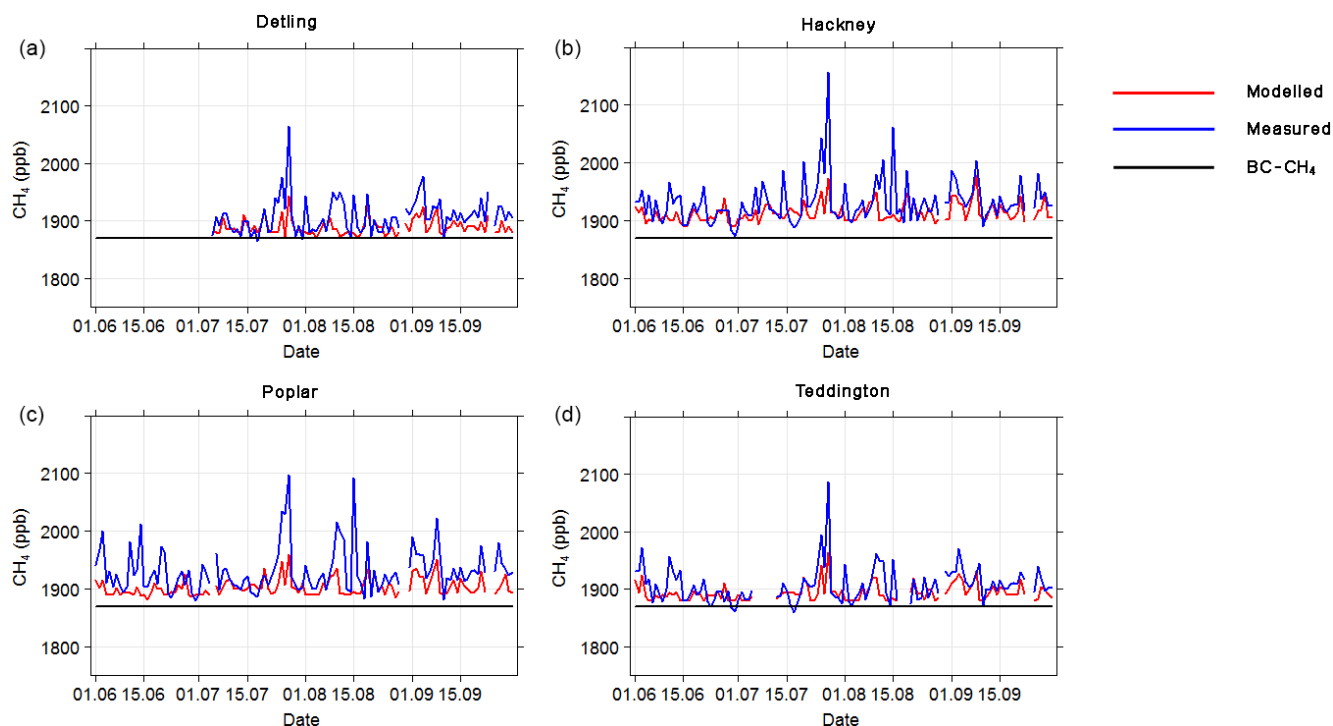 Detling
(a)
CH₄ (ppb)
2100
2000
1900
1800
01.06 15.06 01.07 15.07 01.08 15.08 01.09 15.09
Date
Hackney
(b)
CH₄ (ppb)
2100
2000
1900
1800
01.06 15.06 01.07 15.07 01.08 15.08 01.09 15.09
Date
Modelled
Measured
BC-CH₄
Poplar
(c)
CH₄ (ppb)
2100
2000
1900
1800
01.06 15.06 01.07 15.07 01.08 15.08 01.09 15.09
Date
Teddington
(d)
CH₄ (ppb)
2100
2000
1900
1800
01.06 15.06 01.07 15.07 01.08 15.08 01.09 15.09
Date